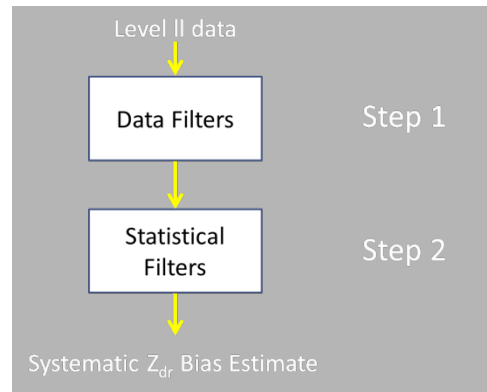 Level II data
Data Filters
Step 1
Statistical
Filters
Step 2
Systematic Zdr Bias Estimate